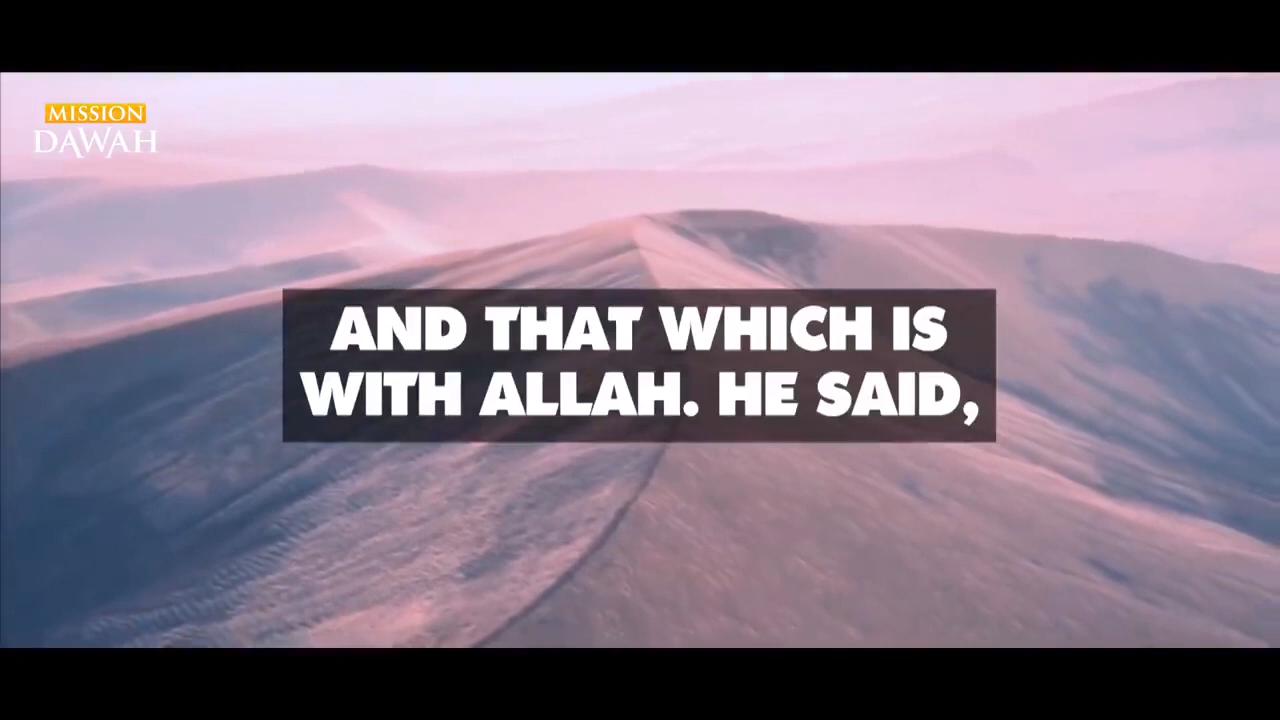 MISSION
DAWAH
AND THAT WHICH IS
WITH ALLAH. HE SAID,